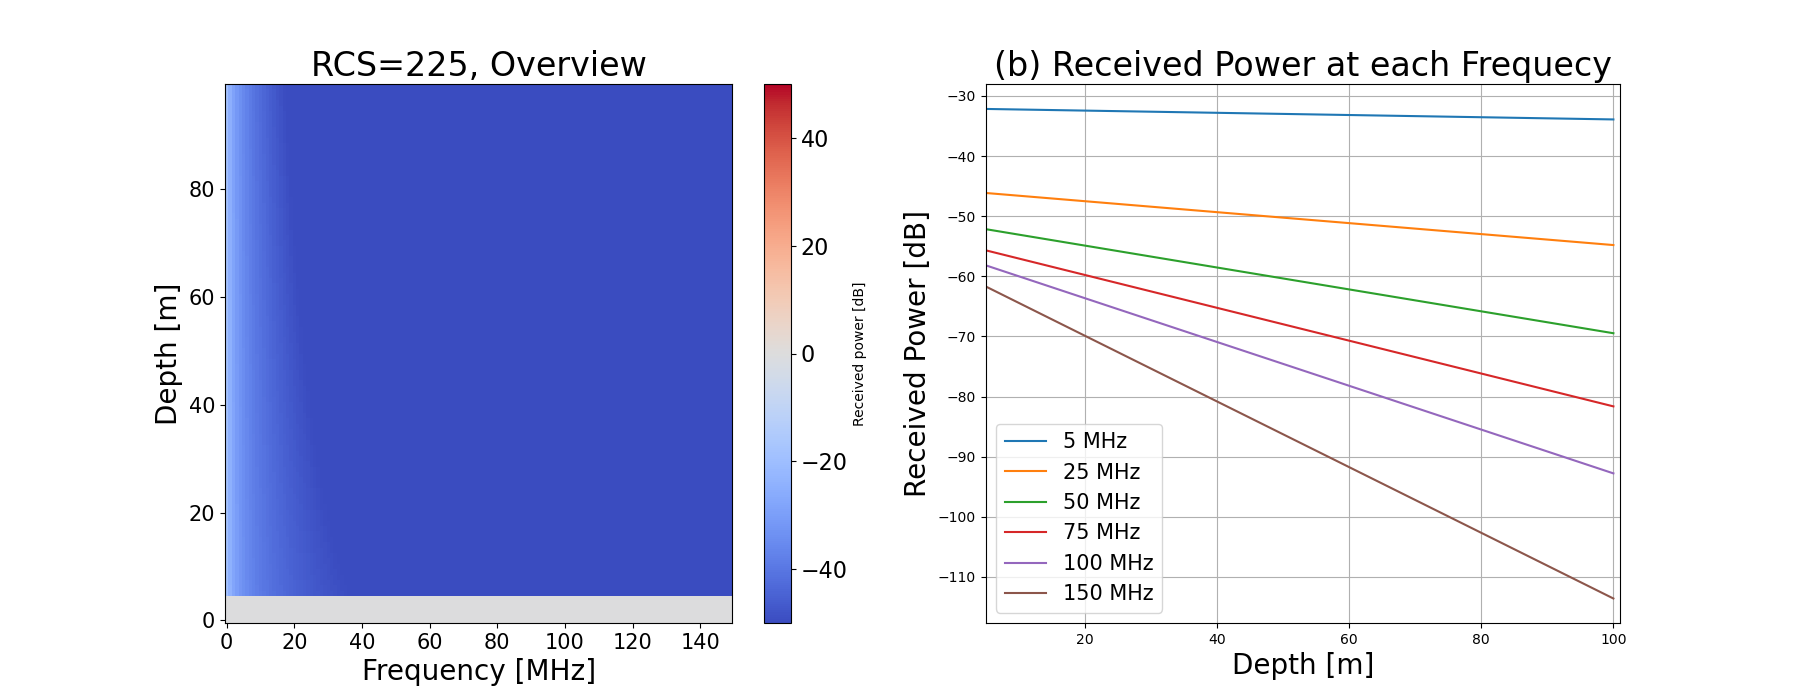 RCS=225, Overview
80
60
40
20
0
Depth [m]
0 20 40 60 80 100 120 140
Frequency [MHz]
40
20
0
−20
−40
Received power [dB]
(b) Received Power at each Frequecy
−30
−40
−50
−60
−70
−80
−90
−100
−110
Received Power [dB]
5 MHz
25 MHz
50 MHz
75 MHz
100 MHz
150 MHz
20 40 60 80 100
Depth [m]